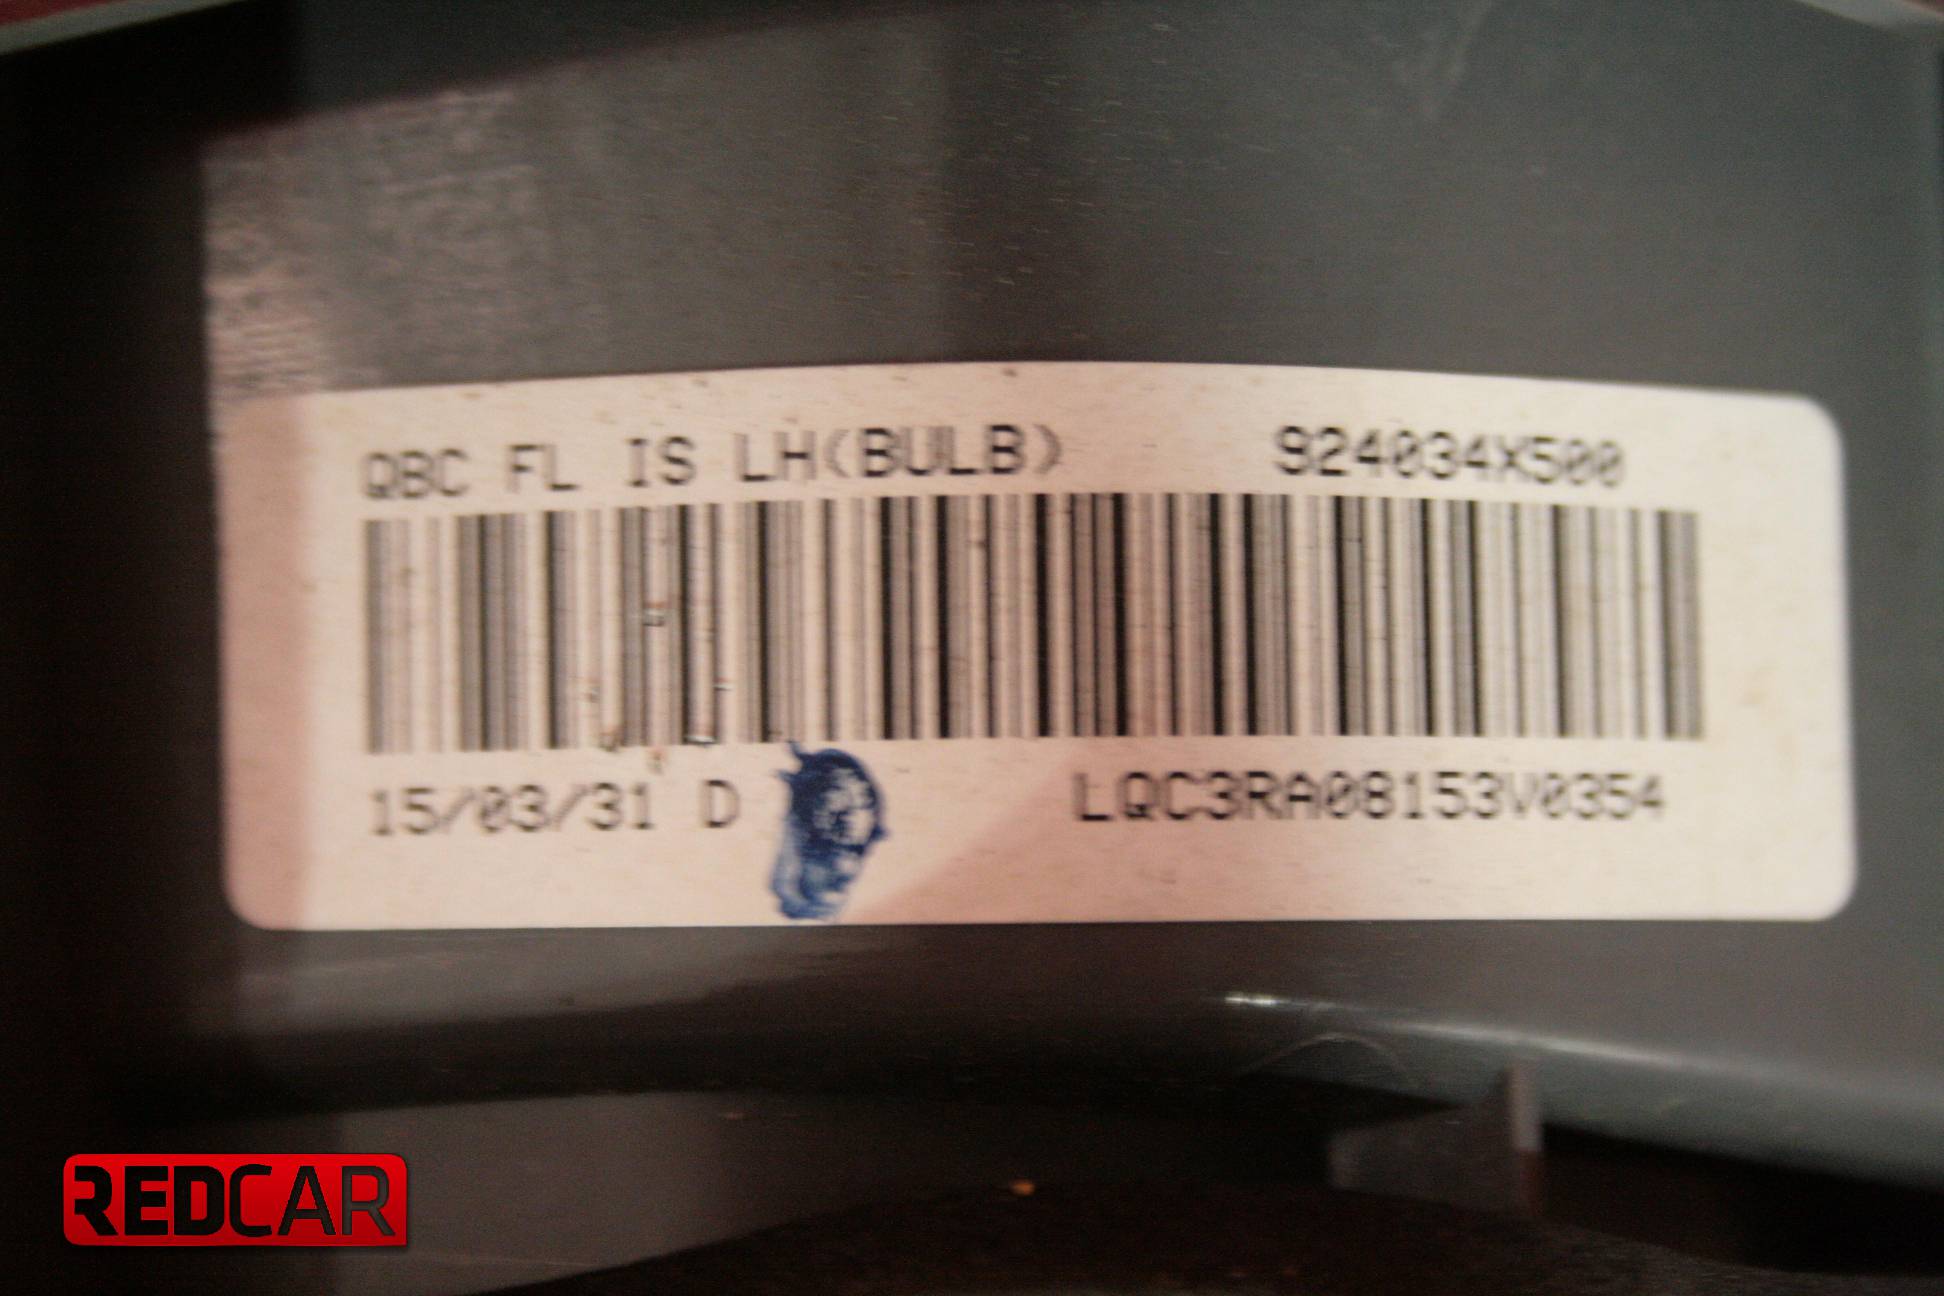 QBC FL IS LH(BULB) 924034X500
15/03/31 D LQC3RA08153V0354
REDCAR